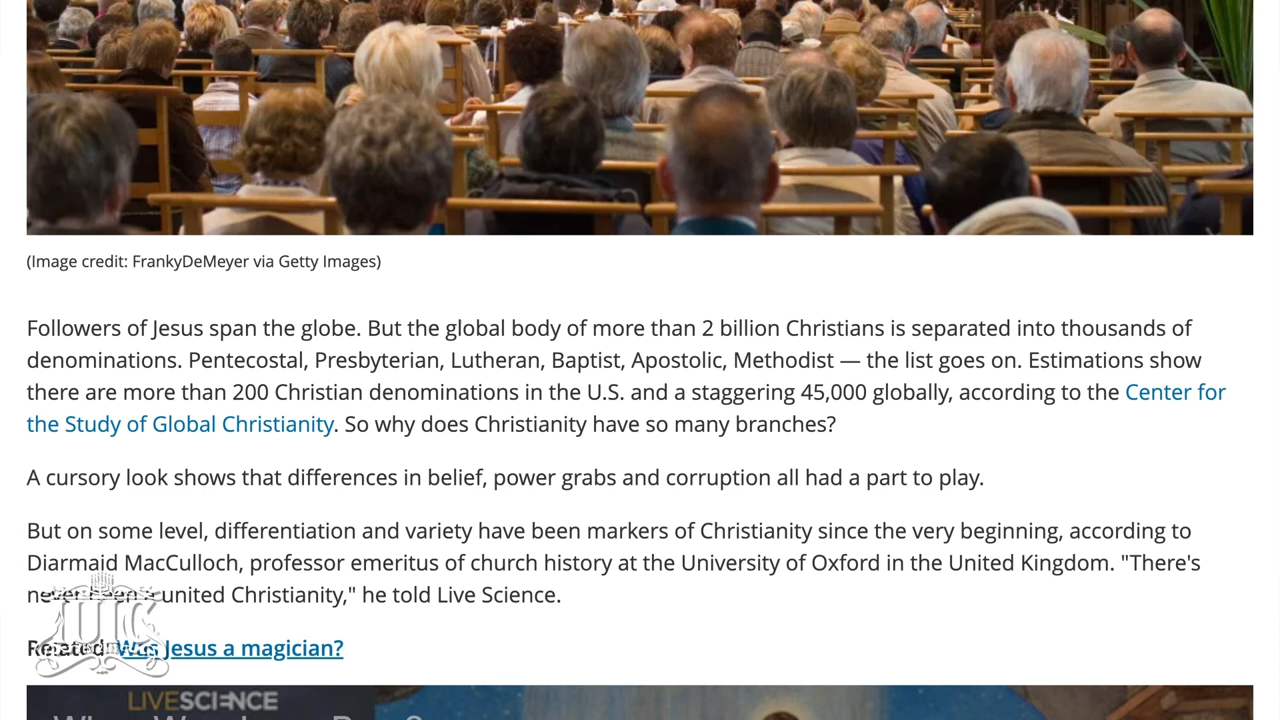 (Image credit: FrankyDeMeyer via Getty Images)
Followers of Jesus span the globe. But the global body of more than 2 billion Christians is separated into thousands of
denominations. Pentecostal, Presbyterian, Lutheran, Baptist, Apostolic, Methodist — the list goes on. Estimations show
there are more than 200 Christian denominations in the U.S. and a staggering 45,000 globally, according to the Center for
the Study of Global Christianity. So why does Christianity have so many branches?
A cursory look shows that differences in belief, power grabs and corruption all had a part to play.
But on some level, differentiation and variety have been markers of Christianity since the very beginning, according to
Diarmaid MacCulloch, professor emeritus of church history at the University of Oxford in the United Kingdom. "There's
never been a united Christianity," he told Live Science.
Related: Was Jesus a magician?
IUIC
LIVESCIENCE